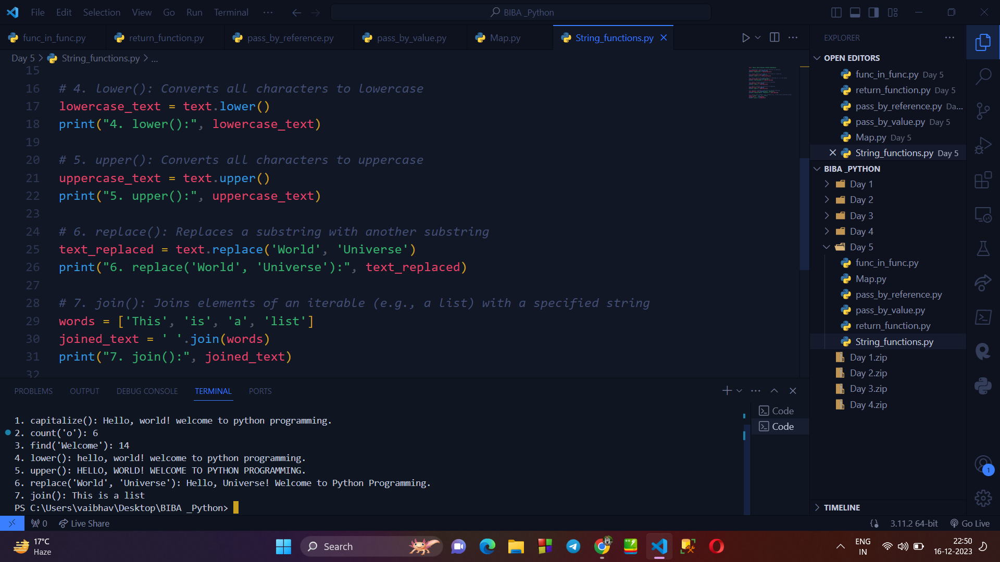 File Edit Selection View Go Run Terminal ··· BIBA _Python
func_in_func.py return_function.py pass_by_reference.py pass_by_value.py Map.py String_functions.py
Day 5 > String_functions.py > ...
15
16 # 4. lower(): Converts all characters to lowercase
17 lowercase_text = text.lower()
18 print("4. lower():", lowercase_text)
19
20 # 5. upper(): Converts all characters to uppercase
21 uppercase_text = text.upper()
22 print("5. upper():", uppercase_text)
23
24 # 6. replace(): Replaces a substring with another substring
25 text_replaced = text.replace('World', 'Universe')
26 print("6. replace('World', 'Universe'):", text_replaced)
27
28 # 7. join(): Joins elements of an iterable (e.g., a list) with a specified string
29 words = ['This', 'is', 'a', 'list']
30 joined_text = ' '.join(words)
31 print("7. join():", joined_text)
32
PROBLEMS OUTPUT DEBUG CONSOLE TERMINAL PORTS
1. capitalize(): Hello, world! welcome to python programming.
2. count('o'): 6
3. find('Welcome'): 14
4. lower(): hello, world! welcome to python programming.
5. upper(): HELLO, WORLD! WELCOME TO PYTHON PROGRAMMING.
6. replace('World', 'Universe'): Hello, Universe! Welcome to Python Programming.
7. join(): This is a list
PS C:\Users\vaibhav\Desktop\BIBA _Python>
Code
Code
EXPLORER
OPEN EDITORS
func_in_func.py Day 5
return_function.py Day 5
pass_by_reference.py Da...
pass_by_value.py Day 5
Map.py Day 5
String_functions.py Day 5
BIBA _PYTHON
Day 1
Day 2
Day 3
Day 4
Day 5
func_in_func.py
Map.py
pass_by_reference.py
pass_by_value.py
return_function.py
String_functions.py
Day 1.zip
Day 2.zip
Day 3.zip
Day 4.zip
TIMELINE
1
0 Live Share 3.11.2 64-bit Go Live
17°C
Haze
Search
ENG
IN
22:50
16-12-2023